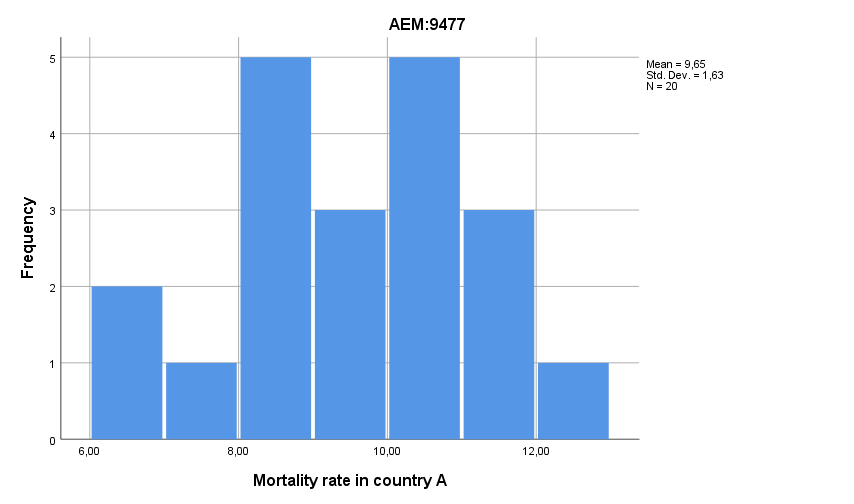 AEM:9477
Mean = 9,65
Std. Dev. = 1,63
N = 20
5
4
3
2
1
0
Frequency
6,00 8,00 10,00 12,00
Mortality rate in country A